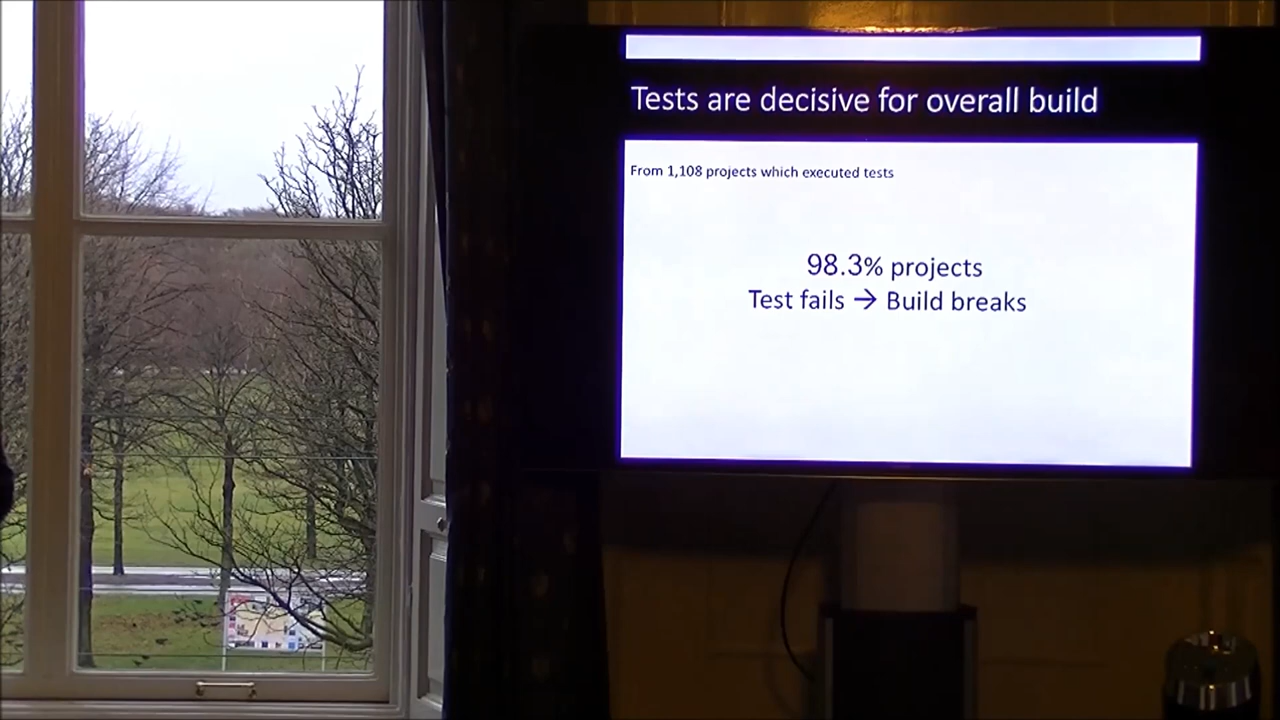 Tests are decisive for overall build
From 1,108 projects which executed tests
98.3% projects
Test fails → Build breaks